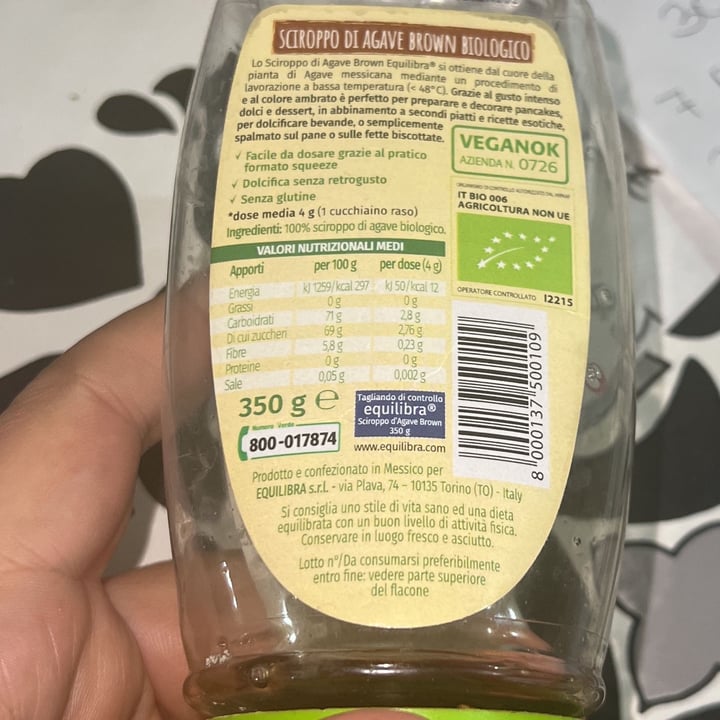 SCIROPPO DI AGAVE BROWN BIOLOGICO
Lo Sciroppo di Agave Brown Equilibra® si ottiene dal cuore della
pianta di Agave messicana mediante un procedimento di
lavorazione a bassa temperatura (< 48°C). Grazie al gusto intenso
e al colore ambrato è perfetto per preparare e decorare pancakes,
dolci e dessert, in abbinamento a secondi piatti e ricette esotiche,
per dolcificare bevande, o semplicemente
spalmato sul pane o sulle fette biscottate.
✓ Facile da dosare grazie al pratico
formato squeeze
✓ Dolcifica senza retrogusto
✓ Senza glutine
*dose media 4 g (1 cucchiaino raso)
Ingredienti: 100% sciroppo di agave biologico.
VEGANOK
AZIENDA N. 0726
ORGANISMO DI CONTROLLO AUTORIZZATO DAL MIPAAF
IT BIO 006
AGRICOLTURA NON UE
OPERATORE CONTROLLATO I2215
VALORI NUTRIZIONALI MEDI
Apporti per 100 g per dose (4 g)
Energia kJ 1259/kcal 297 kJ 50/kcal 12
Grassi 0 g 0 g
Carboidrati 71 g 2,8 g
Di cui zuccheri 69 g 2,76 g
Fibre 5,8 g 0,23 g
Proteine 0 g 0 g
Sale 0,05 g 0,002 g
350 g ℮
Numero Verde
800-017874
Tagliando di controllo
equilibra®
Sciroppo d'Agave Brown
350 g
www.equilibra.com
8 000137 500109
Prodotto e confezionato in Messico per
EQUILIBRA s.r.l. - via Plava, 74 - 10135 Torino (TO) - Italy
Si consiglia uno stile di vita sano ed una dieta
equilibrata con un buon livello di attività fisica.
Conservare in luogo fresco e asciutto.
Lotto n°/Da consumarsi preferibilmente
entro fine: vedere parte superiore
del flacone